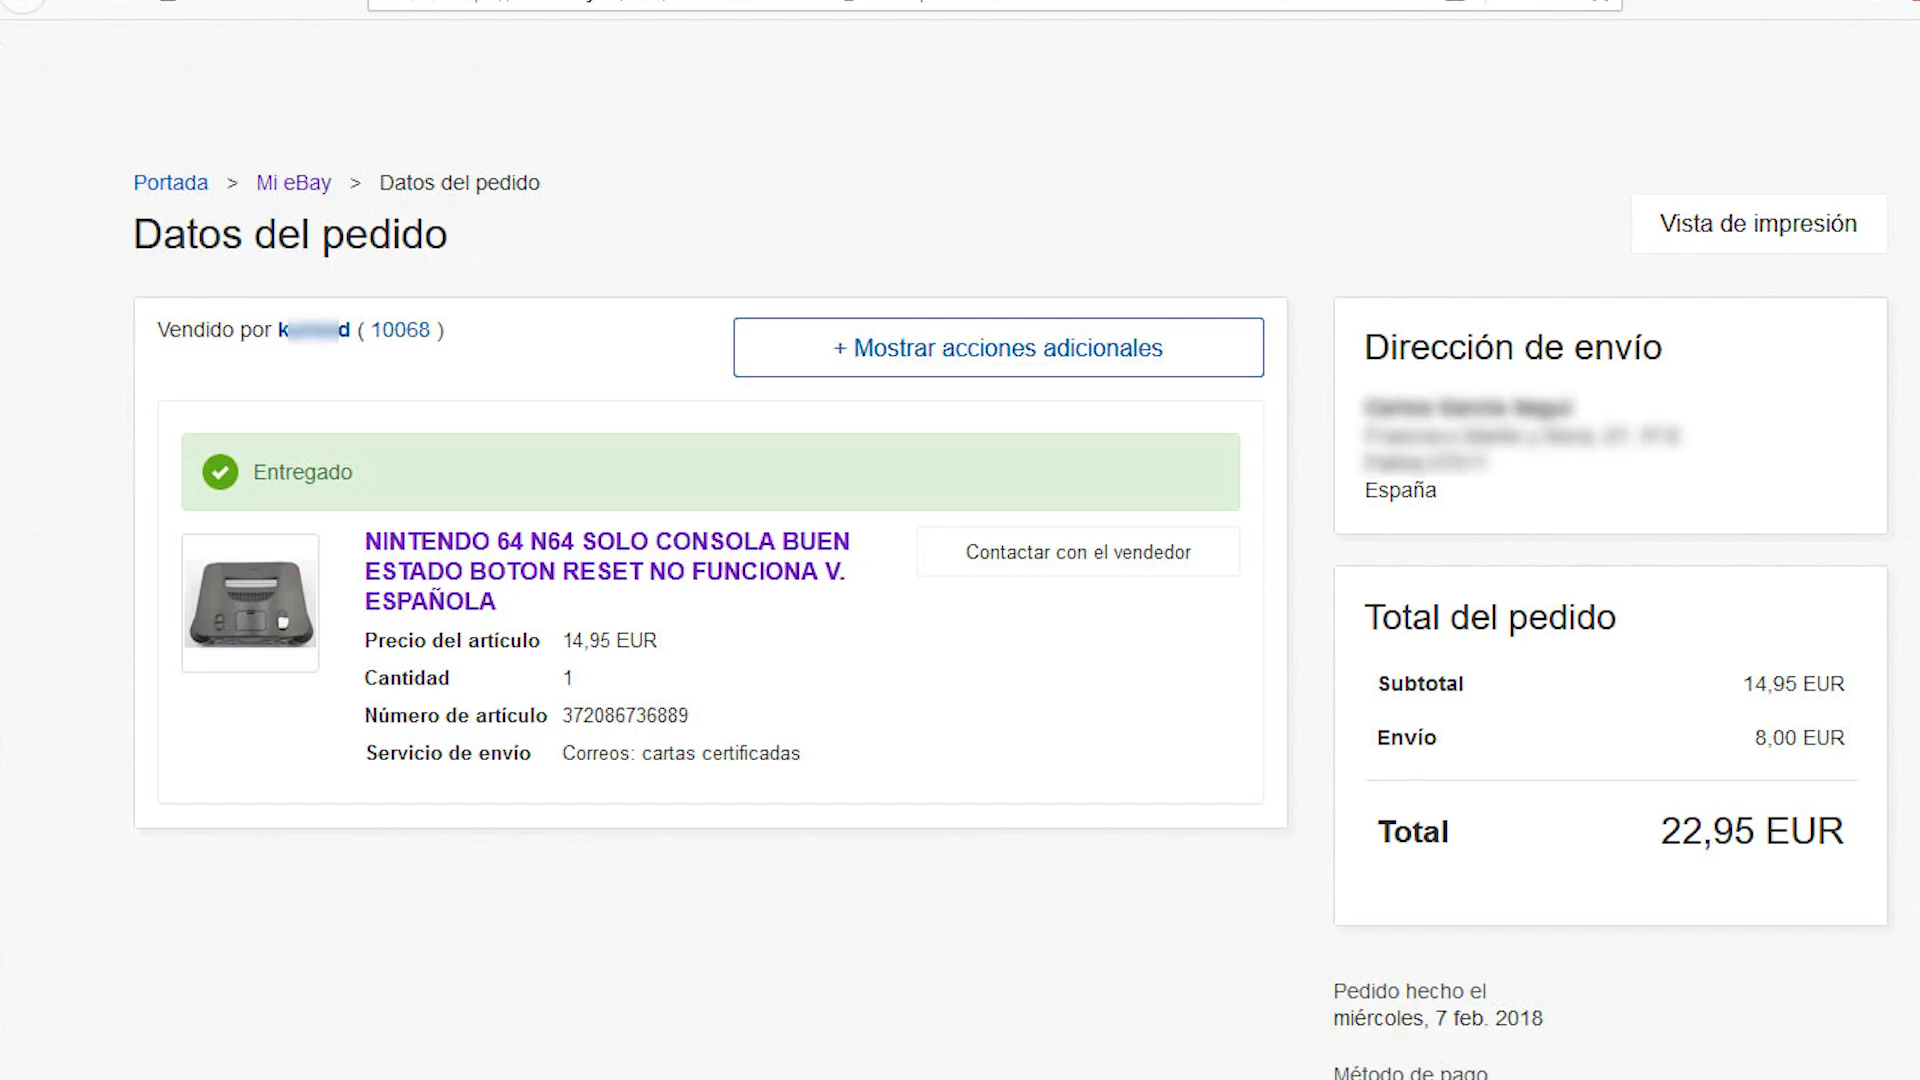 Portada > Mi eBay > Datos del pedido
Datos del pedido
Vista de impresión
Vendido por k d ( 10068 )
+ Mostrar acciones adicionales
Entregado
NINTENDO 64 N64 SOLO CONSOLA BUEN
ESTADO BOTON RESET NO FUNCIONA V.
ESPAÑOLA
Contactar con el vendedor
Precio del artículo 14,95 EUR
Cantidad 1
Número de artículo 372086736889
Servicio de envío Correos: cartas certificadas
Dirección de envío
España
Total del pedido
Subtotal 14,95 EUR
Envío 8,00 EUR
Total 22,95 EUR
Pedido hecho el
miércoles, 7 feb. 2018
Método de pago